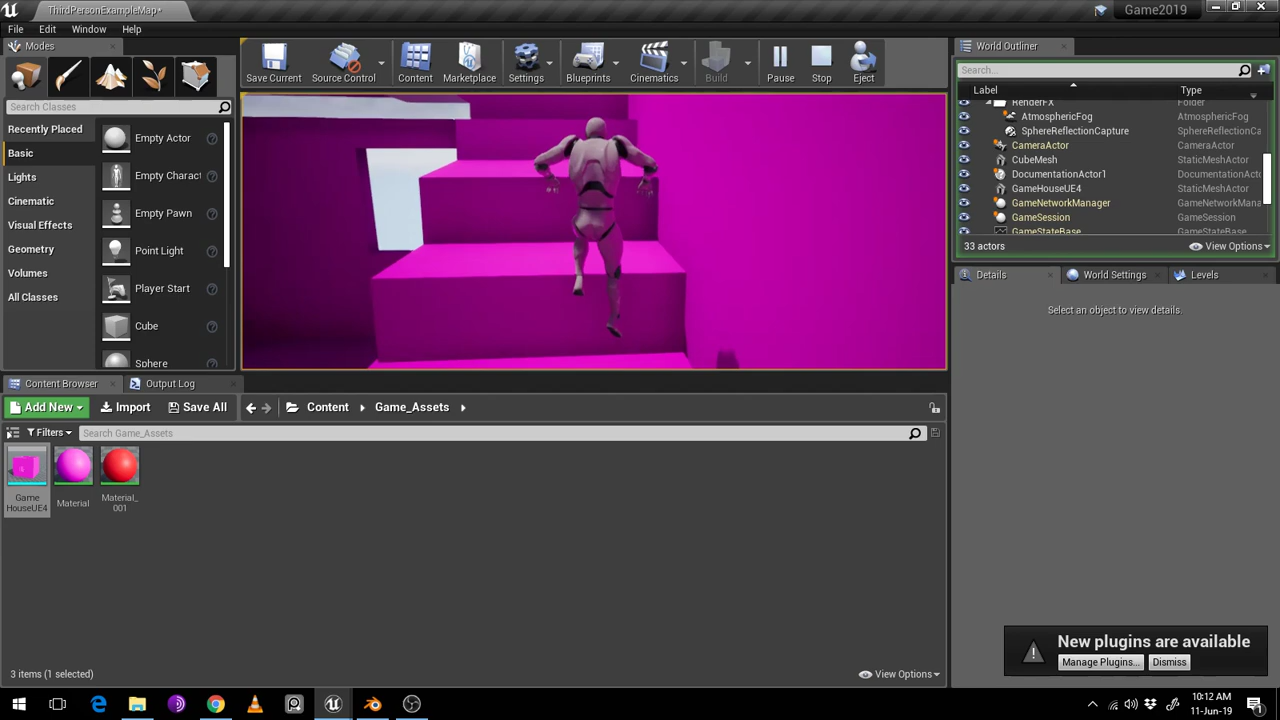 ThirdPersonExampleMap*
Game2019
File Edit Window Help
Modes
Search Classes
Recently Placed
Basic
Lights
Cinematic
Visual Effects
Geometry
Volumes
All Classes
Empty Actor
Empty Charact
Empty Pawn
Point Light
Player Start
Cube
Sphere
Save Current
Source Control
Content
Marketplace
Settings
Blueprints
Cinematics
Build
Pause
Stop
Eject
World Outliner
Search...
Label Type
RenderFX Folder
AtmosphericFog AtmosphericFog
SphereReflectionCapture SphereReflectionCa
CameraActor CameraActor
CubeMesh StaticMeshActor
DocumentationActor1 DocumentationActo
GameHouseUE4 StaticMeshActor
GameNetworkManager GameNetworkMana
GameSession GameSession
GameStateBase GameStateBase
33 actors View Options
Details World Settings Levels
Select an object to view details.
Content Browser Output Log
Add New Import Save All Content Game_Assets
Filters Search Game_Assets
Game
HouseUE4
Material
Material_
001
3 items (1 selected) View Options
New plugins are available
Manage Plugins... Dismiss
10:12 AM
11-Jun-19
1